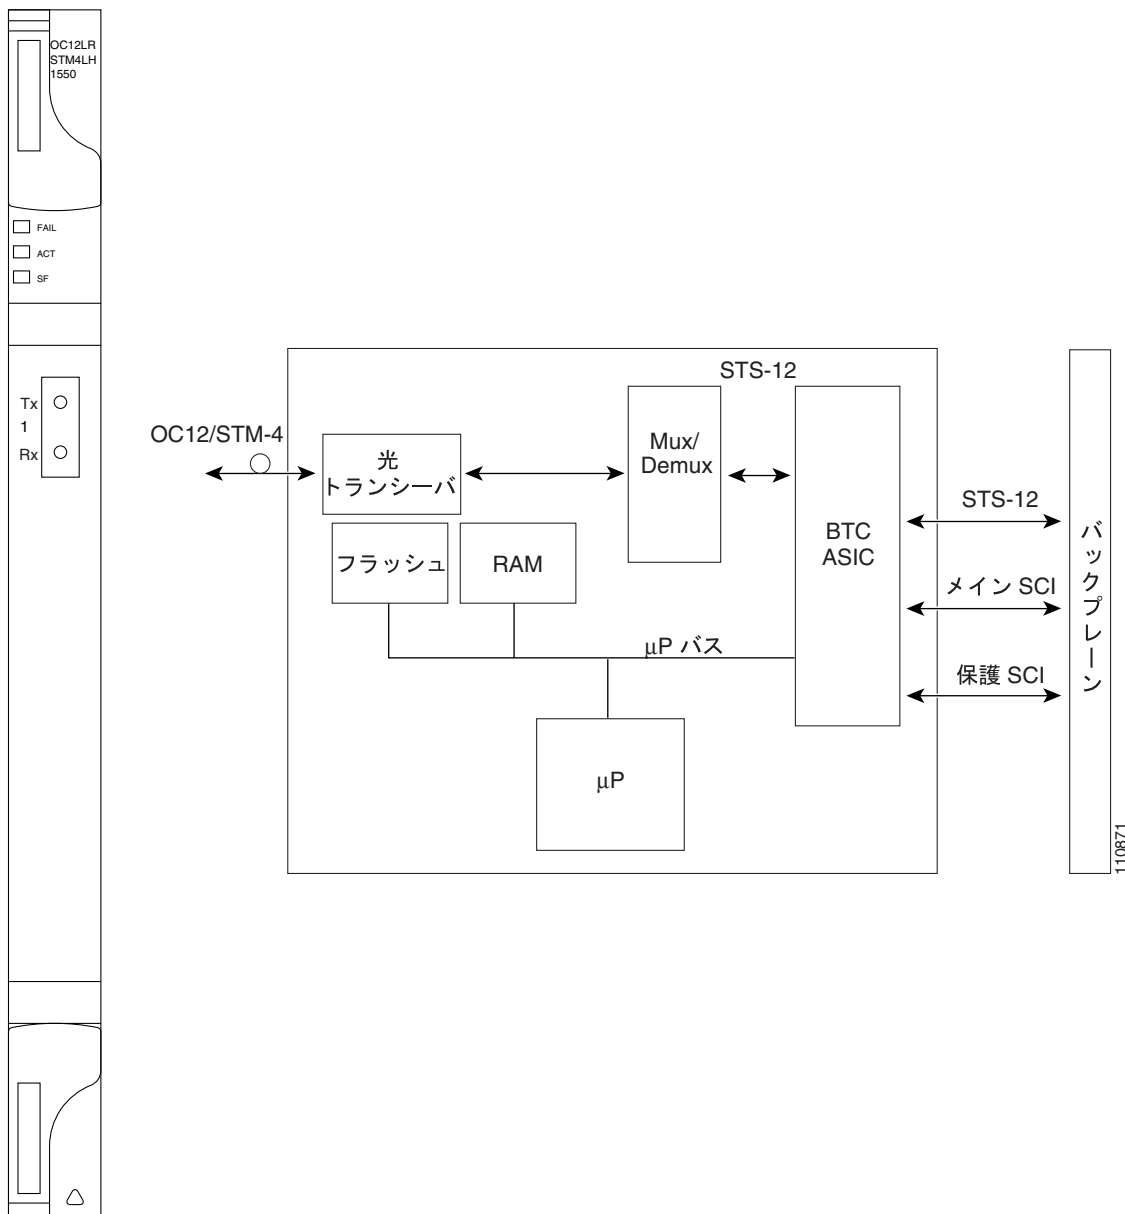 OC12LR
STM4LH
1550
FAIL
ACT
SF
Tx
1
Rx
OC12/STM-4
STS-12
光
トランシーバ
Mux/
Demux
BTC
ASIC
フラッシュ
RAM
μP バス
μP
STS-12
メイン SCI
保護 SCI
バックプレーン
110871